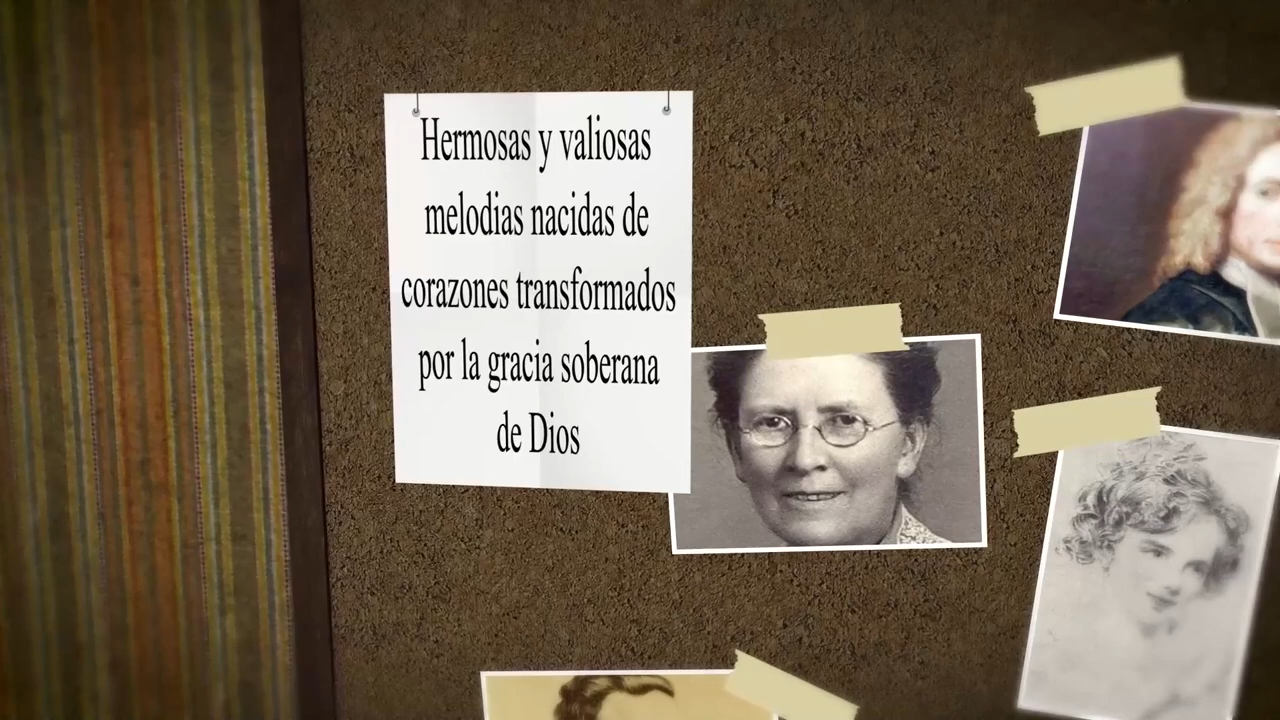 Hermosas y valiosas
melodias nacidas de
corazones transformados
por la gracia soberana
de Dios